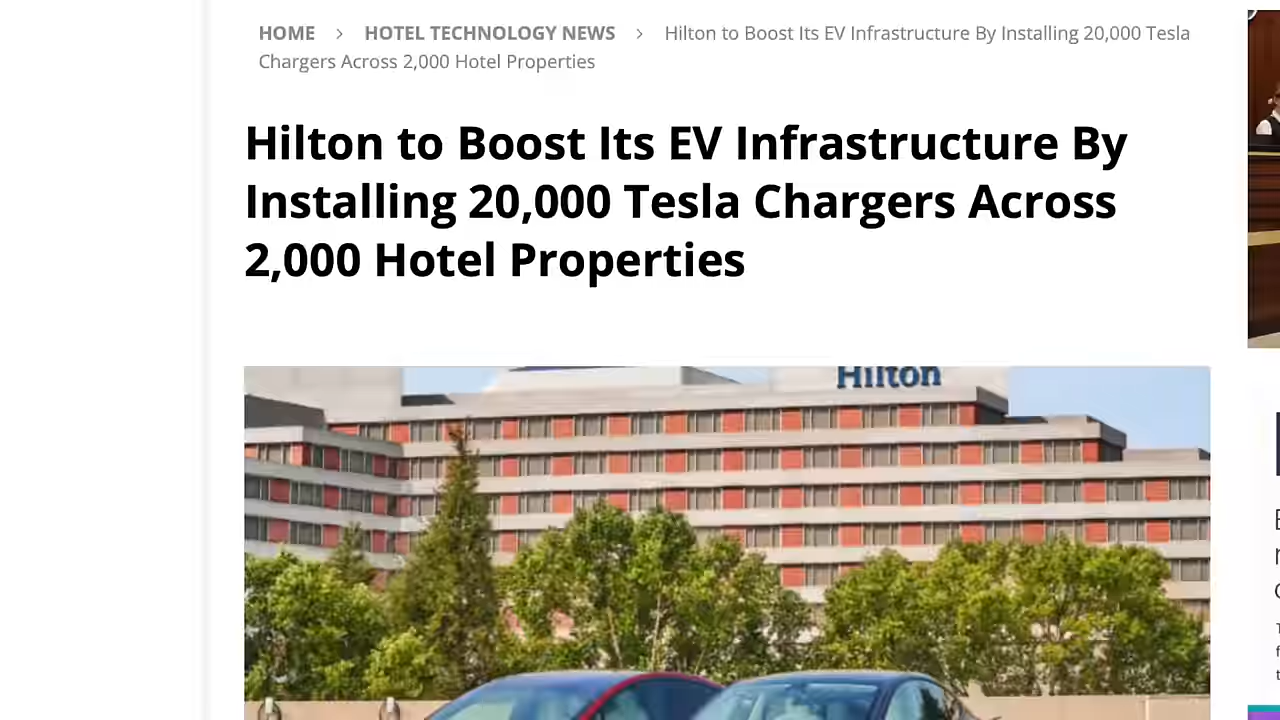 HOME > HOTEL TECHNOLOGY NEWS > Hilton to Boost Its EV Infrastructure By Installing 20,000 Tesla
Chargers Across 2,000 Hotel Properties
Hilton to Boost Its EV Infrastructure By
Installing 20,000 Tesla Chargers Across
2,000 Hotel Properties
Hilton